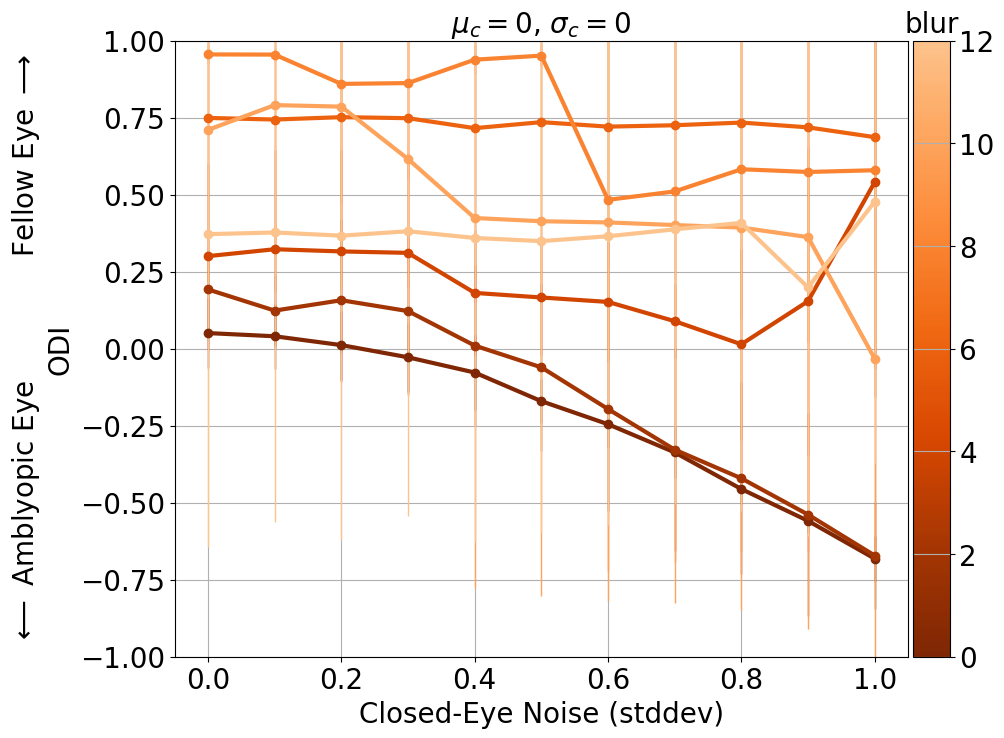 μc = 0, σc = 0
blur
Fellow Eye ⟶
ODI
⟵ Amblyopic Eye
1.00
0.75
0.50
0.25
0.00
−0.25
−0.50
−0.75
−1.00
0.0 0.2 0.4 0.6 0.8 1.0
Closed-Eye Noise (stddev)
12
10
8
6
4
2
0